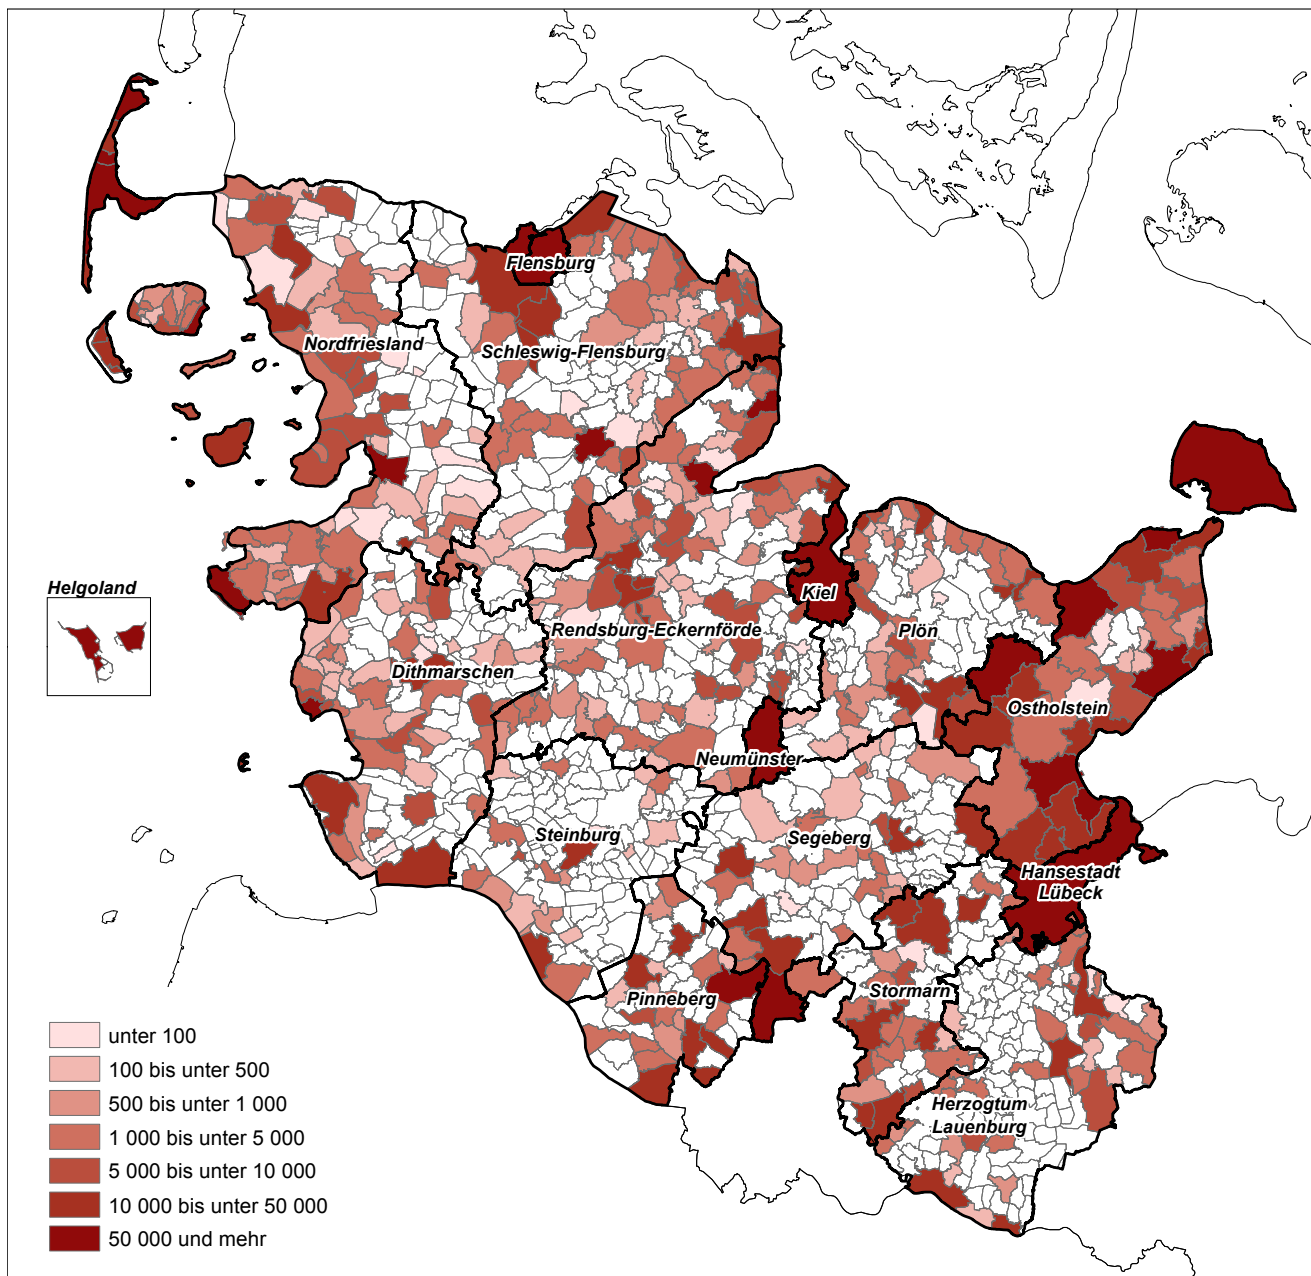 Flensburg
Nordfriesland
Schleswig-Flensburg
Helgoland
Kiel
Rendsburg-Eckernförde
Plön
Dithmarschen
Ostholstein
Neumünster
Steinburg
Segeberg
Hansestadt
Lübeck
Pinneberg
Stormarn
Herzogtum
Lauenburg
unter 100
100 bis unter 500
500 bis unter 1 000
1 000 bis unter 5 000
5 000 bis unter 10 000
10 000 bis unter 50 000
50 000 und mehr